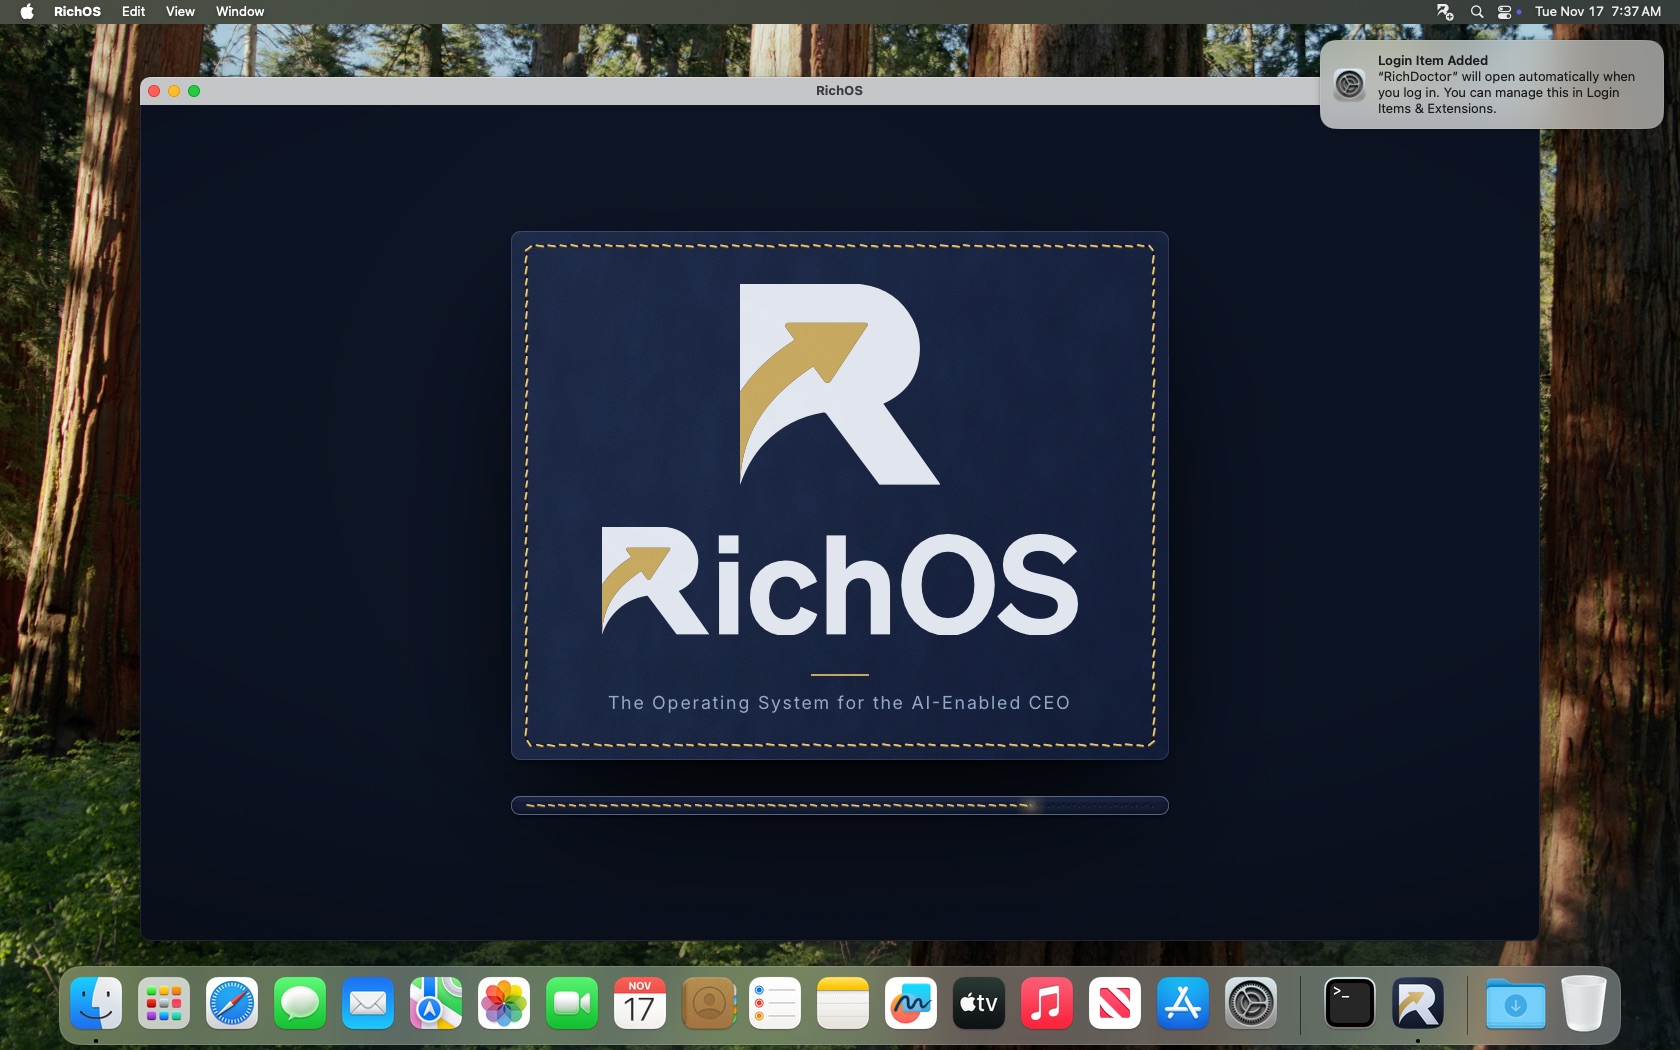 RichOS Edit View Window
Tue Nov 17 7:37 AM
RichOS
Login Item Added
“RichDoctor” will open automatically when
you log in. You can manage this in Login
Items & Extensions.
RichOS
The Operating System for the AI-Enabled CEO
NOV
17
tv
>_